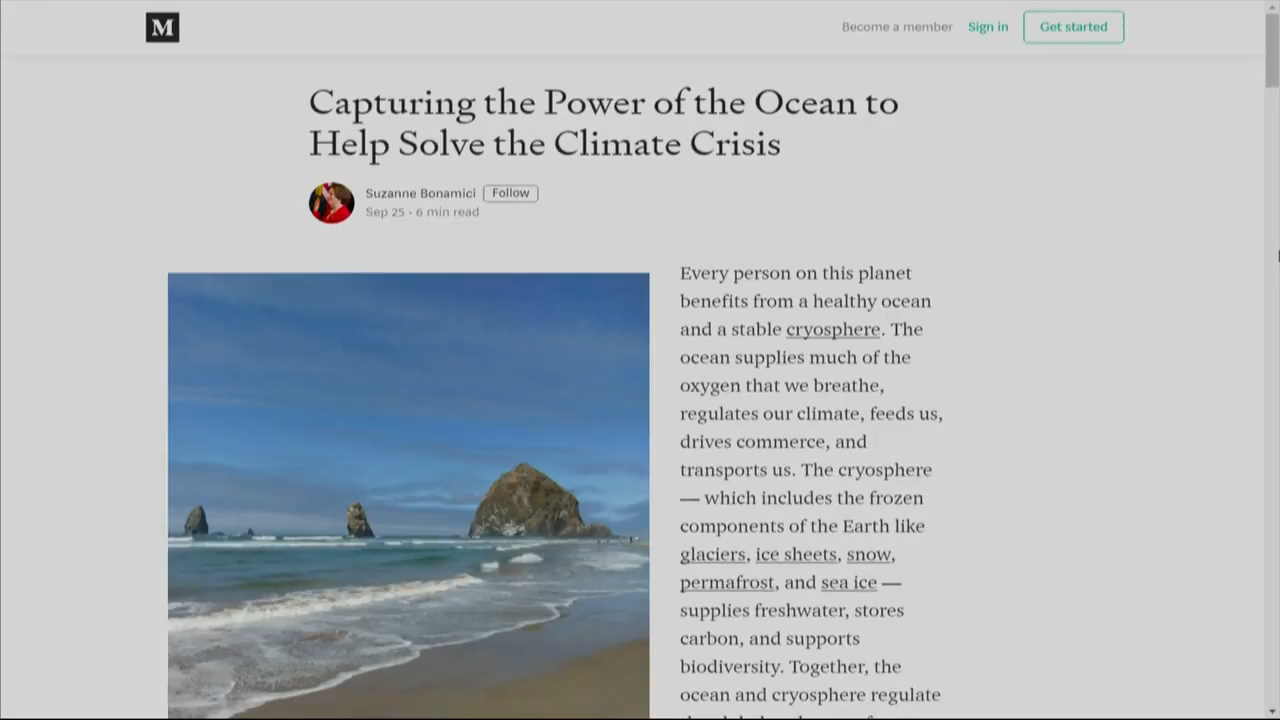 M
Become a member
Sign in
Get started
Capturing the Power of the Ocean to
Help Solve the Climate Crisis
Suzanne Bonamici
Follow
Sep 25 · 6 min read
Every person on this planet
benefits from a healthy ocean
and a stable cryosphere. The
ocean supplies much of the
oxygen that we breathe,
regulates our climate, feeds us,
drives commerce, and
transports us. The cryosphere
— which includes the frozen
components of the Earth like
glaciers, ice sheets, snow,
permafrost, and sea ice —
supplies freshwater, stores
carbon, and supports
biodiversity. Together, the
ocean and cryosphere regulate